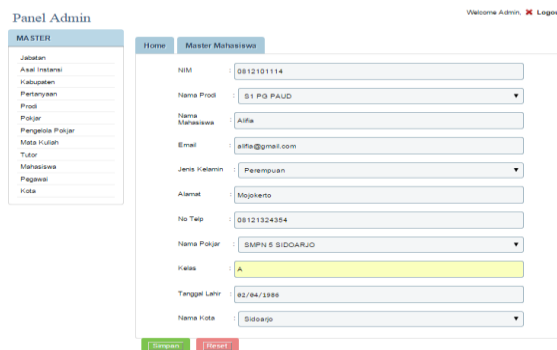 Panel Admin
Welcome Admin, Logou
MASTER
Jabatan
Asal Instansi
Kabupaten
Pertanyaan
Prodi
Pokjar
Pengelola Pokjar
Mata Kuliah
Tutor
Mahasiswa
Pegawai
Kota
Home Master Mahasiswa
NIM : 0812101114
Nama Prodi : S1 PG PAUD
Nama Mahasiswa : Alifia
Email : alifia@gmail.com
Jenis Kelamin : Perempuan
Alamat : Mojokerto
No Telp : 08121324354
Nama Pokjar : SMPN 5 SIDOARJO
Kelas : A
Tanggal Lahir : 02/04/1986
Nama Kota : Sidoarjo
Simpan Reset